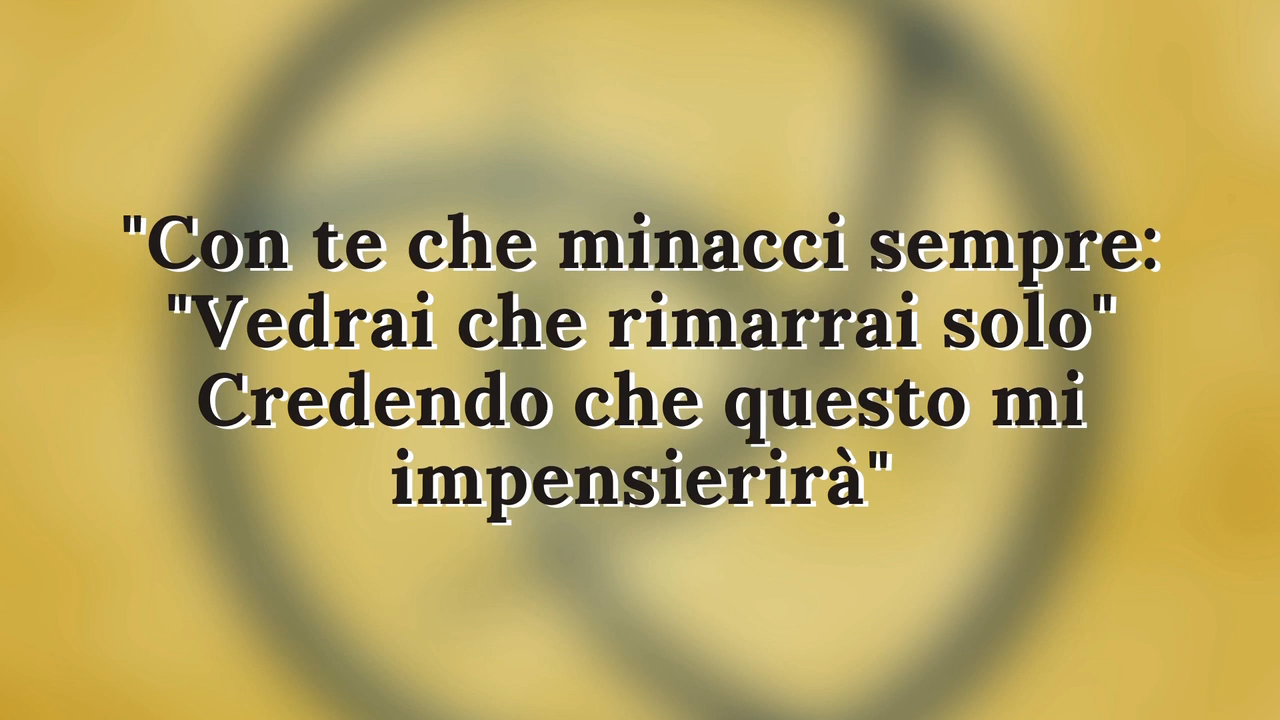 "Con te che minacci sempre:
"Vedrai che rimarrai solo"
Credendo che questo mi
impensierirà"